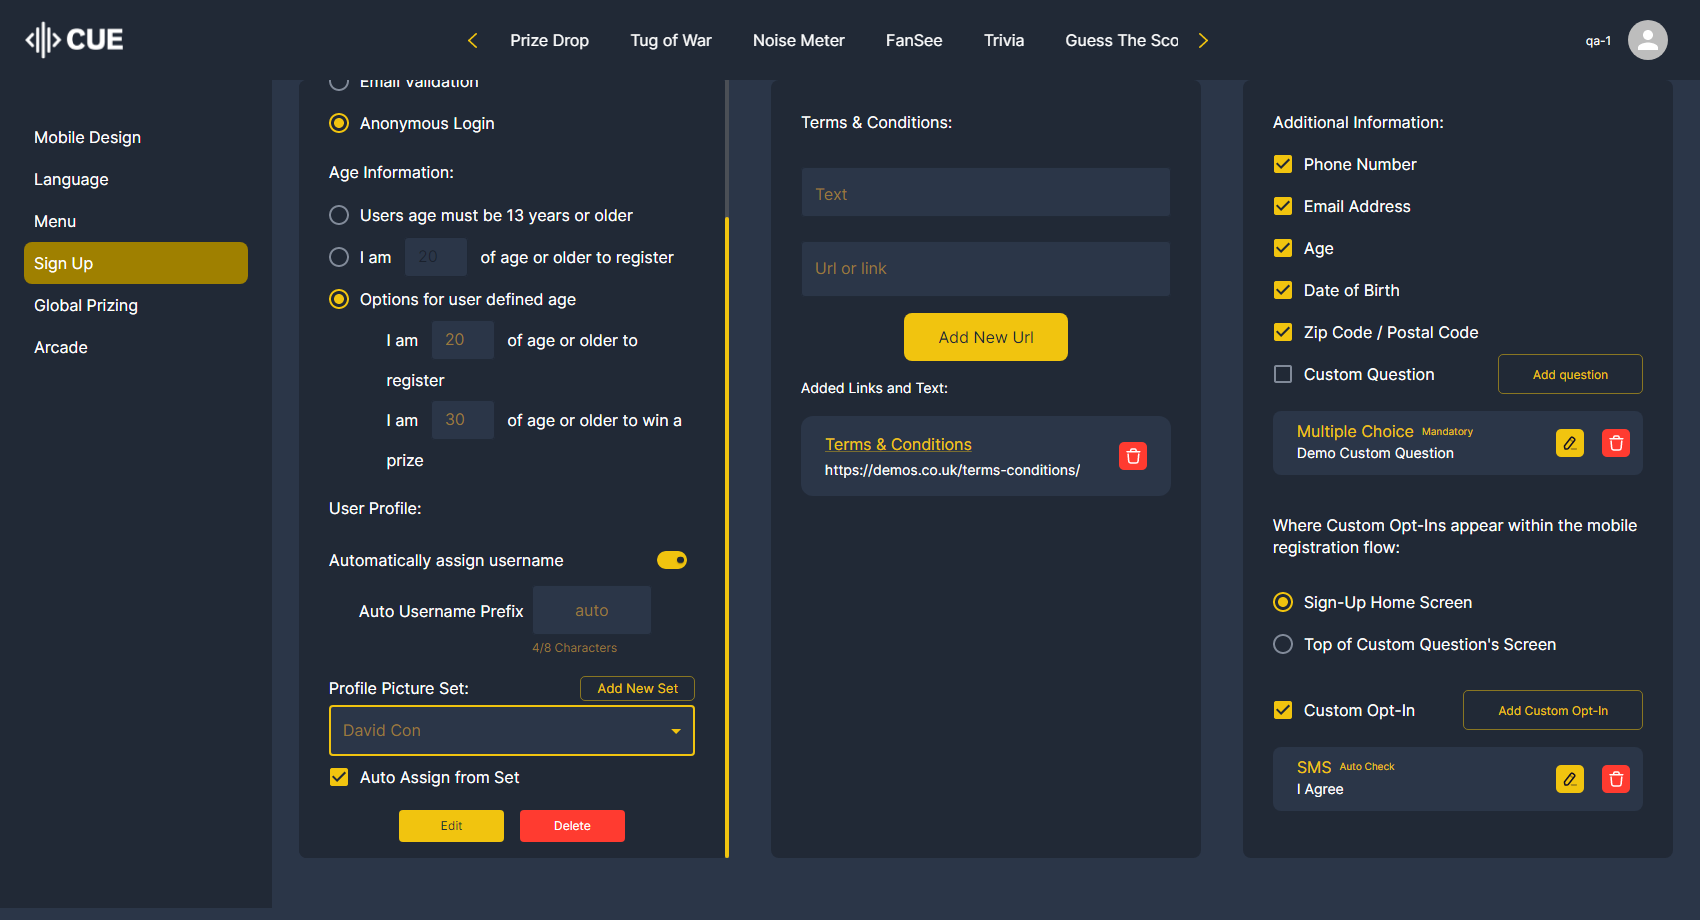 CUE
Prize Drop
Tug of War
Noise Meter
FanSee
Trivia
Guess The Sco
qa-1
Mobile Design
Language
Menu
Sign Up
Global Prizing
Arcade
Email Validation
Anonymous Login
Age Information:
Users age must be 13 years or older
I am 20 of age or older to register
Options for user defined age
I am 20 of age or older to
register
I am 30 of age or older to win a
prize
User Profile:
Automatically assign username
Auto Username Prefix auto
4/8 Characters
Profile Picture Set: Add New Set
David Con
Auto Assign from Set
Edit Delete
Terms & Conditions:
Text
Url or link
Add New Url
Added Links and Text:
Terms & Conditions
https://demos.co.uk/terms-conditions/
Additional Information:
Phone Number
Email Address
Age
Date of Birth
Zip Code / Postal Code
Custom Question Add question
Multiple Choice Mandatory
Demo Custom Question
Where Custom Opt-Ins appear within the mobile
registration flow:
Sign-Up Home Screen
Top of Custom Question's Screen
Custom Opt-In Add Custom Opt-In
SMS Auto Check
I Agree